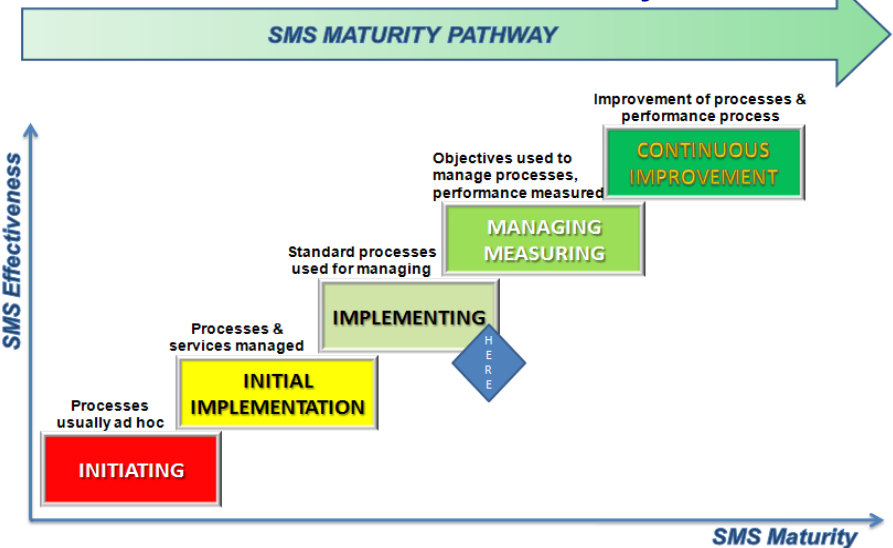 SMS MATURITY PATHWAY
Improvement of processes &
performance process
CONTINUOUS
IMPROVEMENT
Objectives used to
manage processes,
performance measured
MANAGING
MEASURING
Standard processes
used for managing
IMPLEMENTING
H
E
R
E
Processes &
services managed
INITIAL
IMPLEMENTATION
Processes
usually ad hoc
INITIATING
SMS Effectiveness
SMS Maturity